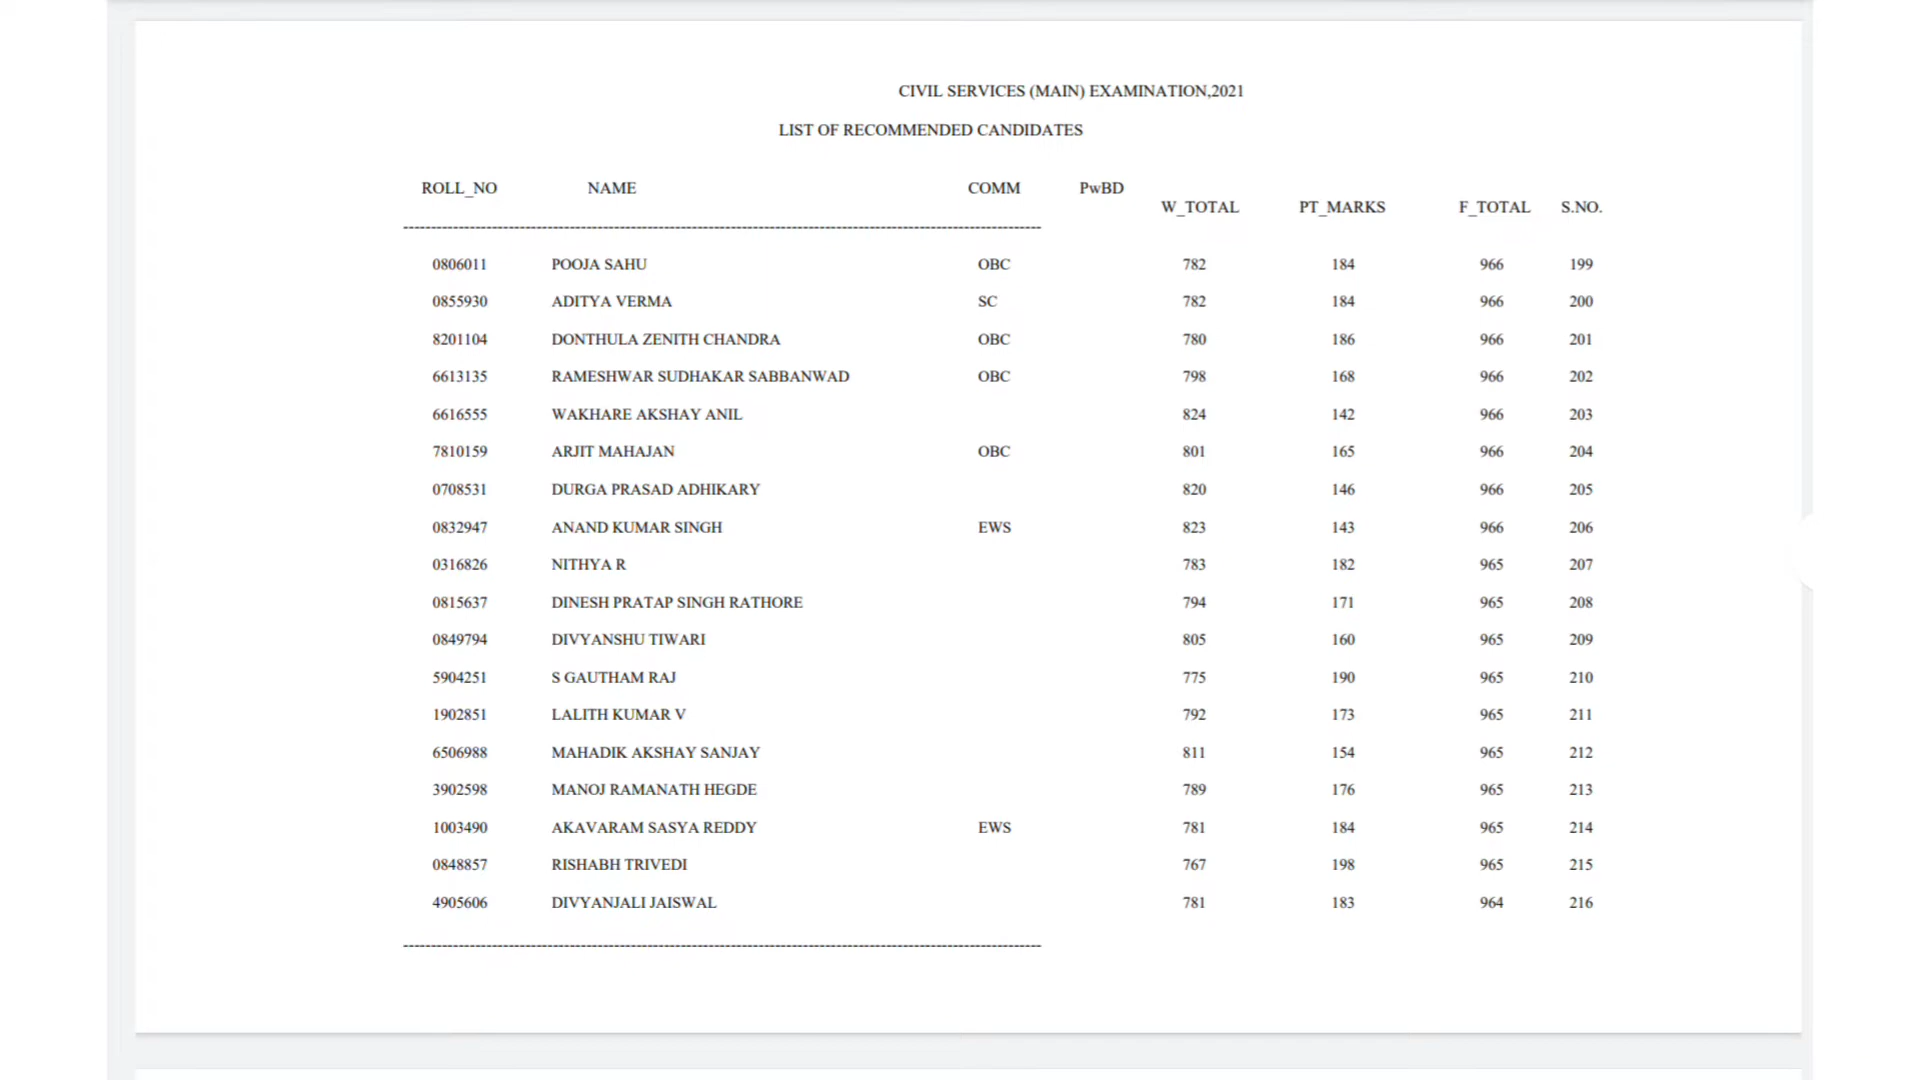 CIVIL SERVICES (MAIN) EXAMINATION,2021
LIST OF RECOMMENDED CANDIDATES
ROLL_NO NAME COMM PwBD W_TOTAL PT_MARKS F_TOTAL S.NO.
0806011 POOJA SAHU OBC 782 184 966 199
0855930 ADITYA VERMA SC 782 184 966 200
8201104 DONTHULA ZENITH CHANDRA OBC 780 186 966 201
6613135 RAMESHWAR SUDHAKAR SABBANWAD OBC 798 168 966 202
6616555 WAKHARE AKSHAY ANIL 824 142 966 203
7810159 ARJIT MAHAJAN OBC 801 165 966 204
0708531 DURGA PRASAD ADHIKARY 820 146 966 205
0832947 ANAND KUMAR SINGH EWS 823 143 966 206
0316826 NITHYA R 783 182 965 207
0815637 DINESH PRATAP SINGH RATHORE 794 171 965 208
0849794 DIVYANSHU TIWARI 805 160 965 209
5904251 S GAUTHAM RAJ 775 190 965 210
1902851 LALITH KUMAR V 792 173 965 211
6506988 MAHADIK AKSHAY SANJAY 811 154 965 212
3902598 MANOJ RAMANATH HEGDE 789 176 965 213
1003490 AKAVARAM SASYA REDDY EWS 781 184 965 214
0848857 RISHABH TRIVEDI 767 198 965 215
4905606 DIVYANJALI JAISWAL 781 183 964 216